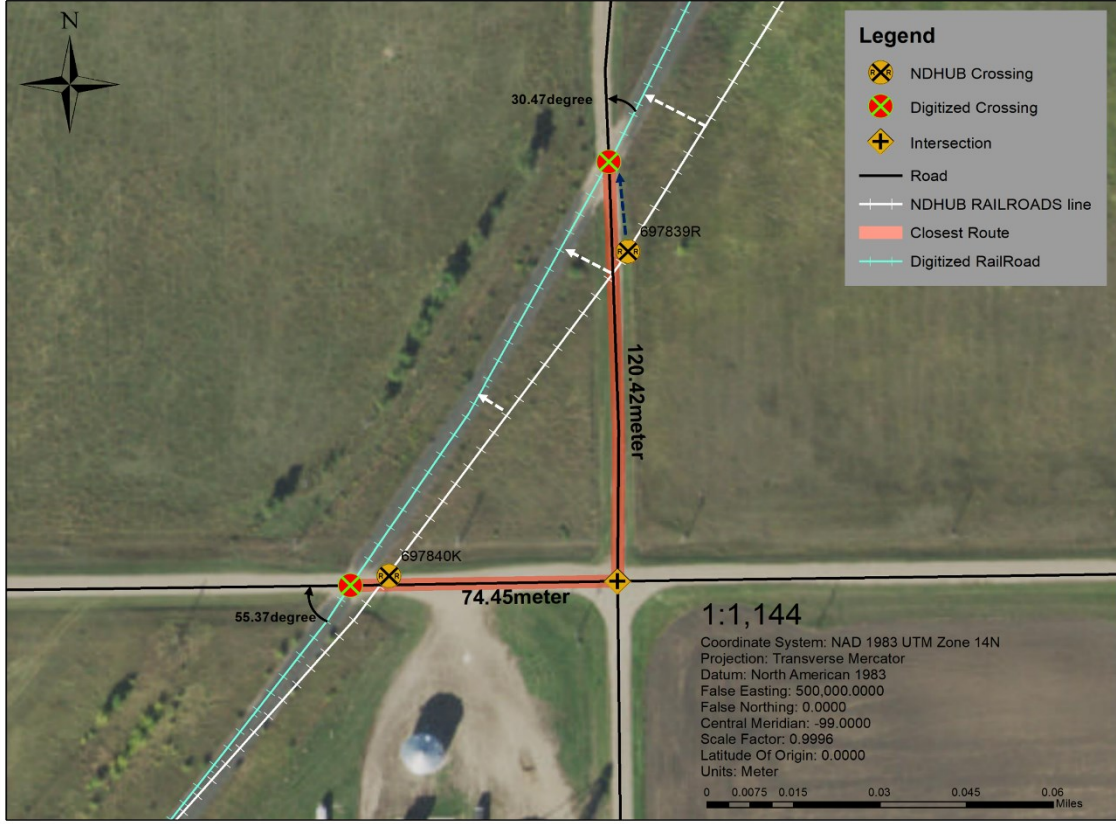 N
Legend
NDHUB Crossing
Digitized Crossing
Intersection
Road
NDHUB RAILROADS line
Closest Route
Digitized RailRoad
30.47degree
697839R
120.42meter
697840K
74.45meter
55.37degree
1:1,144
Coordinate System: NAD 1983 UTM Zone 14N
Projection: Transverse Mercator
Datum: North American 1983
False Easting: 500,000.0000
False Northing: 0.0000
Central Meridian: -99.0000
Scale Factor: 0.9996
Latitude Of Origin: 0.0000
Units: Meter
0 0.0075 0.015 0.03 0.045 0.06
Miles